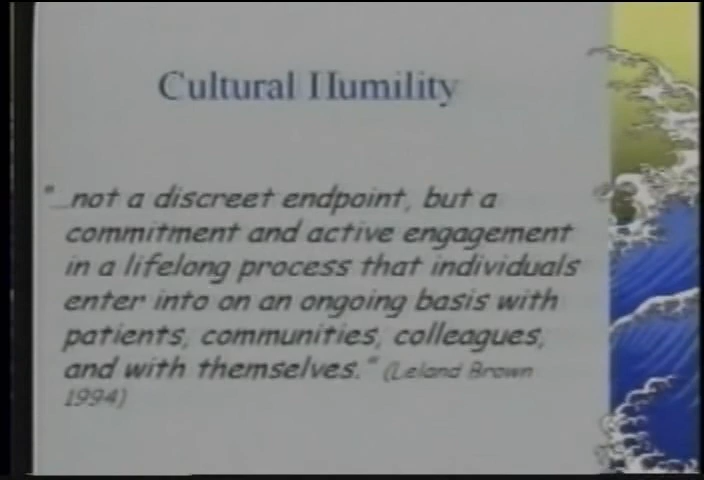 Cultural Humility
"...not a discreet endpoint, but a
commitment and active engagement
in a lifelong process that individuals
enter into on an ongoing basis with
patients, communities, colleagues,
and with themselves." (Leland Brown
1994)